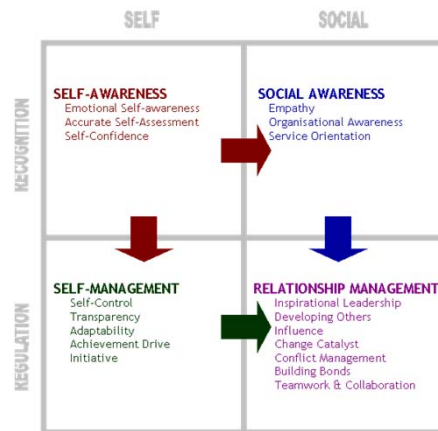 SELF
SOCIAL
RECOGNITION
SELF-AWARENESS
Emotional Self-awareness
Accurate Self-Assessment
Self-Confidence
SOCIAL AWARENESS
Empathy
Organisational Awareness
Service Orientation
REGULATION
SELF-MANAGEMENT
Self-Control
Transparency
Adaptability
Achievement Drive
Initiative
RELATIONSHIP MANAGEMENT
Inspirational Leadership
Developing Others
Influence
Change Catalyst
Conflict Management
Building Bonds
Teamwork & Collaboration